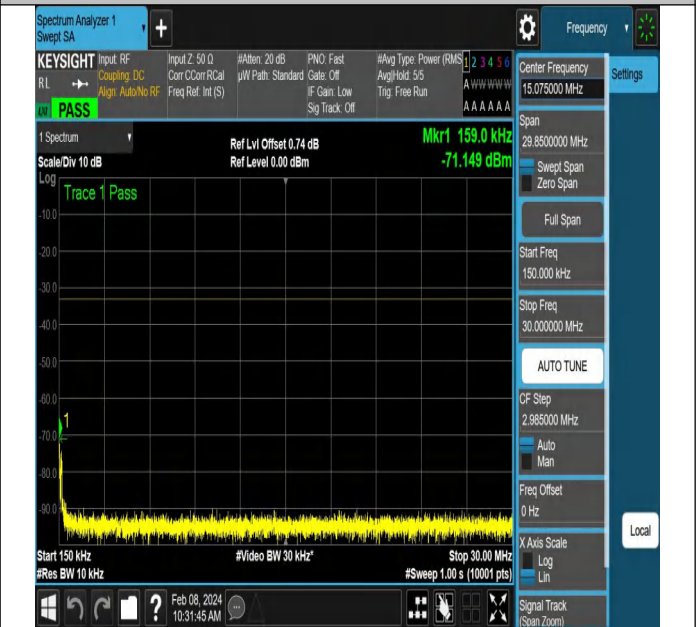 Spectrum Analyzer 1
Swept SA
+
Frequency
KEYSIGHT
RL
PASS
Input: RF
Coupling: DC
Align: Auto/No RF
Input Z: 50 Ω
Corr CCorr RCal
Freq Ref: Int (S)
#Atten: 20 dB
µW Path: Standard
PNO: Fast
Gate: Off
IF Gain: Low
Sig Track: Off
#Avg Type: Power (RMS
Avg|Hold: 5/5
Trig: Free Run
1 2 3 4 5 6
A W W W W W
A A A A A A
1 Spectrum
Scale/Div 10 dB
Ref Lvl Offset 0.74 dB
Ref Level 0.00 dBm
Mkr1 159.0 kHz
-71.149 dBm
Log
Trace 1 Pass
-10.0
-20.0
-40.0
-50.0
-60.0
1
-70.0
-80.0
-90.0
Start 150 kHz
#Res BW 10 kHz
#Video BW 30 kHz*
Stop 30.00 MHz
#Sweep 1.00 s (10001 pts)
Feb 08, 2024
10:31:45 AM
?
Center Frequency
15.075000 MHz
Settings
Span
29.8500000 MHz
Swept Span
Zero Span
Full Span
Start Freq
150.000 kHz
Stop Freq
30.000000 MHz
AUTO TUNE
CF Step
2.985000 MHz
Auto
Man
Freq Offset
0 Hz
X Axis Scale
Log
Lin
Local
Signal Track
(Span Zoom)